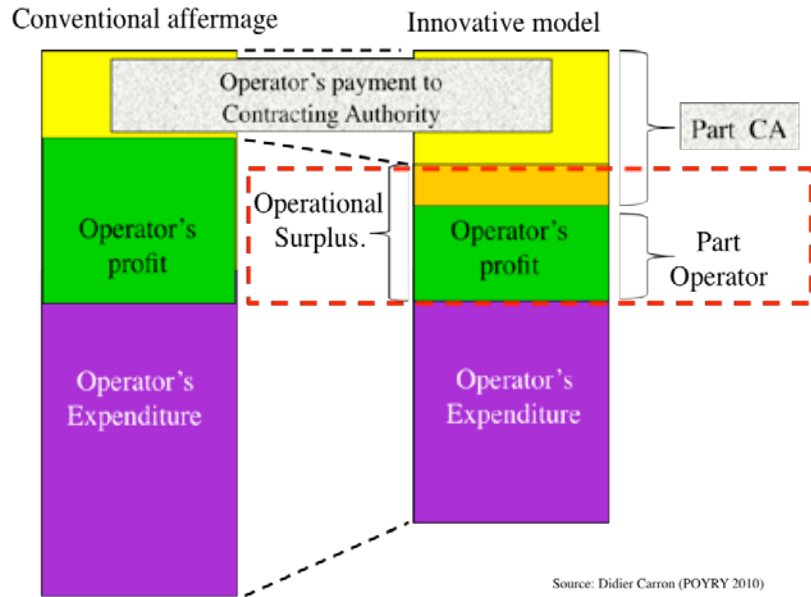 Conventional affermage
Innovative model
Operator's payment to
Contracting Authority
Part CA
Operational
Surplus.
Operator's
profit
Operator's
profit
Part
Operator
Operator's
Expenditure
Operator's
Expenditure
Source: Didier Carron (POYRY 2010)